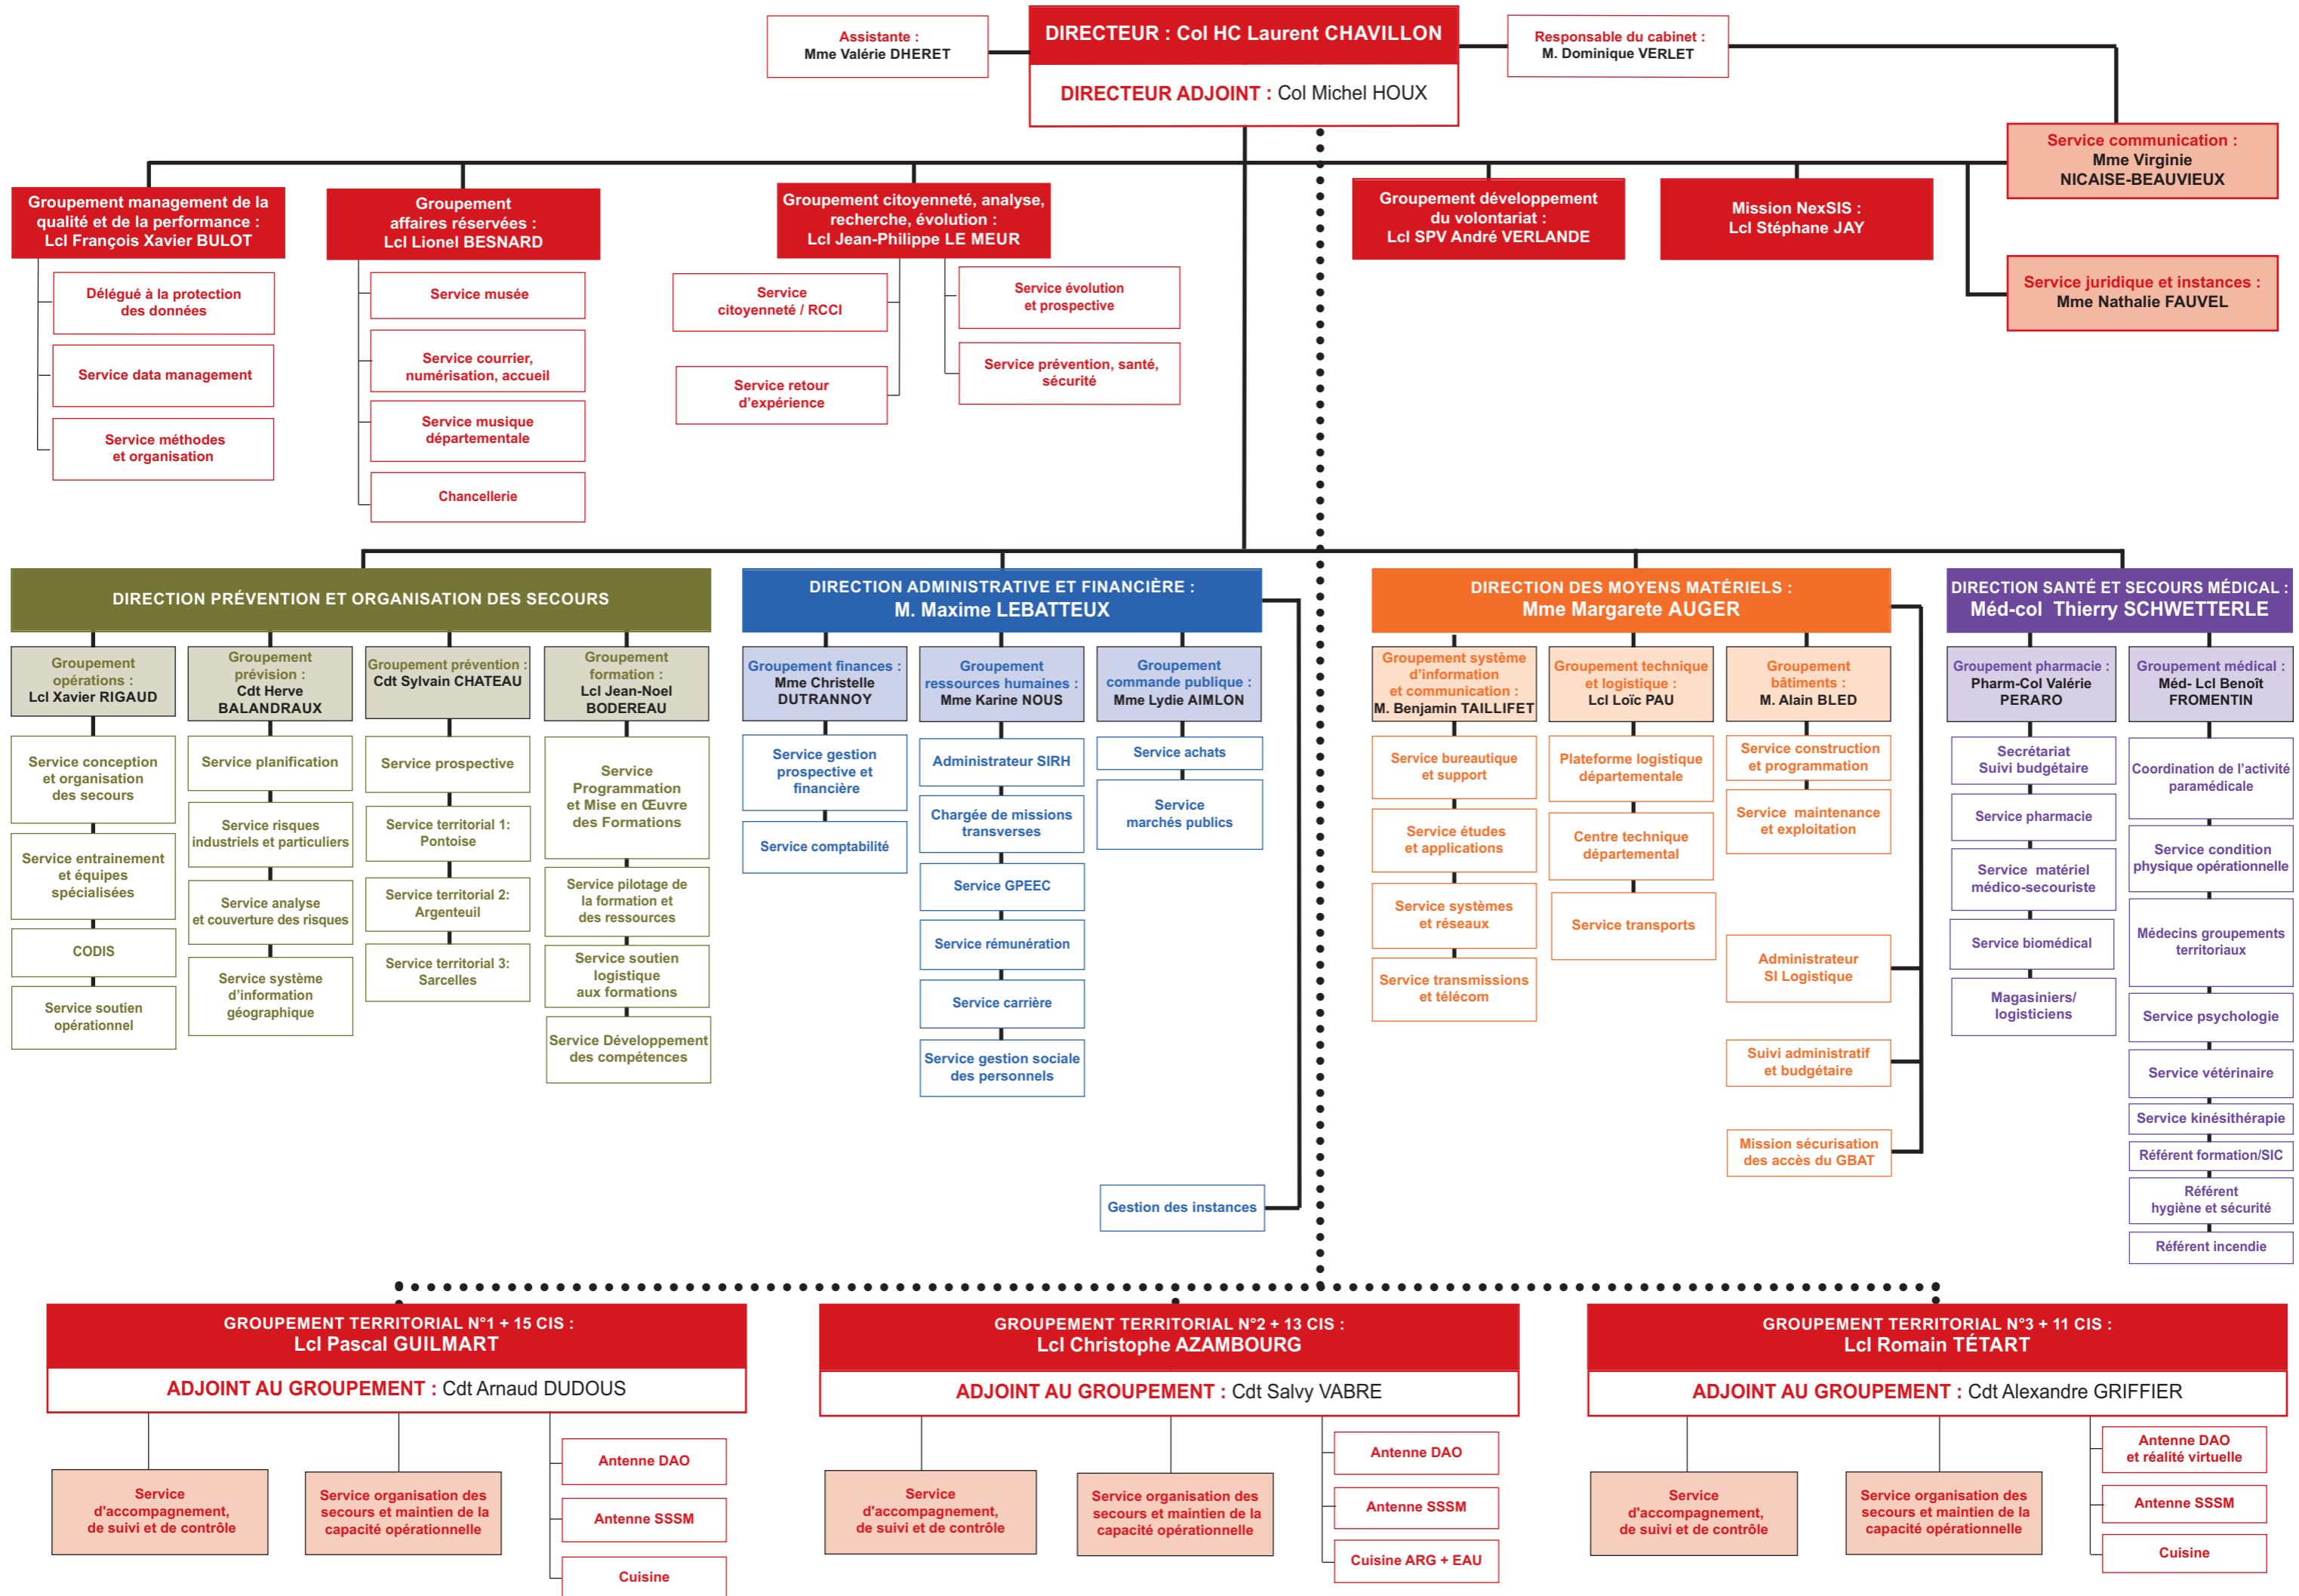 Assistante :
Mme Valérie DHERET
DIRECTEUR : Col HC Laurent CHAVILLON
DIRECTEUR ADJOINT : Col Michel HOUX
Responsable du cabinet :
M. Dominique VERLET
Service communication :
Mme Virginie
NICAISE-BEAUVIEUX
Groupement management de la
qualité et de la performance :
Lcl François Xavier BULOT
Groupement
affaires réservées :
Lcl Lionel BESNARD
Groupement citoyenneté, analyse,
recherche, évolution :
Lcl Jean-Philippe LE MEUR
Groupement développement
du volontariat :
Lcl SPV André VERLANDE
Mission NexSIS :
Lcl Stéphane JAY
Service juridique et instances :
Mme Nathalie FAUVEL
Délégué à la protection
des données
Service data management
Service méthodes
et organisation
Service musée
Service courrier,
numérisation, accueil
Service musique
départementale
Chancellerie
Service
citoyenneté / RCCI
Service retour
d'expérience
Service évolution
et prospective
Service prévention, santé,
sécurité
DIRECTION PRÉVENTION ET ORGANISATION DES SECOURS
Groupement
opérations :
Lcl Xavier RIGAUD
Service conception
et organisation
des secours
Service entrainement
et équipes
spécialisées
CODIS
Service soutien
opérationnel
Groupement
prévision :
Cdt Herve
BALANDRAUX
Service planification
Service risques
industriels et particuliers
Service analyse
et couverture des risques
Service système
d'information
géographique
Groupement prévention :
Cdt Sylvain CHATEAU
Service prospective
Service territorial 1:
Pontoise
Service territorial 2:
Argenteuil
Service territorial 3:
Sarcelles
Groupement
formation :
Lcl Jean-Noel
BODEREAU
Service
Programmation
et Mise en Œuvre
des Formations
Service pilotage de
la formation et
des ressources
Service soutien
logistique
aux formations
Service Développement
des compétences
DIRECTION ADMINISTRATIVE ET FINANCIÈRE :
M. Maxime LEBATTEUX
Groupement finances :
Mme Christelle
DUTRANNOY
Service gestion
prospective et
financière
Service comptabilité
Groupement
ressources humaines :
Mme Karine NOUS
Administrateur SIRH
Chargée de missions
transverses
Service GPEEC
Service rémunération
Service carrière
Service gestion sociale
des personnels
Groupement
commande publique :
Mme Lydie AIMLON
Service achats
Service
marchés publics
Gestion des instances
DIRECTION DES MOYENS MATÉRIELS :
Mme Margarete AUGER
Groupement système
d'information
et communication :
M. Benjamin TAILLIFET
Service bureautique
et support
Service études
et applications
Service systèmes
et réseaux
Service transmissions
et télécom
Groupement technique
et logistique :
Lcl Loïc PAU
Plateforme logistique
départementale
Centre technique
départemental
Service transports
Groupement
bâtiments :
M. Alain BLED
Service construction
et programmation
Service maintenance
et exploitation
Administrateur
SI Logistique
Suivi administratif
et budgétaire
Mission sécurisation
des accès du GBAT
DIRECTION SANTÉ ET SECOURS MÉDICAL :
Méd-col Thierry SCHWETTERLE
Groupement pharmacie :
Pharm-Col Valérie
PERARO
Secrétariat
Suivi budgétaire
Service pharmacie
Service matériel
médico-secouriste
Service biomédical
Magasiniers/
logisticiens
Groupement médical :
Méd- Lcl Benoît
FROMENTIN
Coordination de l'activité
paramédicale
Service condition
physique opérationnelle
Médecins groupements
territoriaux
Service psychologie
Service vétérinaire
Service kinésithérapie
Référent formation/SIC
Référent
hygiène et sécurité
Référent incendie
GROUPEMENT TERRITORIAL N°1 + 15 CIS :
Lcl Pascal GUILMART
ADJOINT AU GROUPEMENT : Cdt Arnaud DUDOUS
Service
d'accompagnement,
de suivi et de contrôle
Service organisation des
secours et maintien de la
capacité opérationnelle
Antenne DAO
Antenne SSSM
Cuisine
GROUPEMENT TERRITORIAL N°2 + 13 CIS :
Lcl Christophe AZAMBOURG
ADJOINT AU GROUPEMENT : Cdt Salvy VABRE
Service
d'accompagnement,
de suivi et de contrôle
Service organisation des
secours et maintien de la
capacité opérationnelle
Antenne DAO
Antenne SSSM
Cuisine ARG + EAU
GROUPEMENT TERRITORIAL N°3 + 11 CIS :
Lcl Romain TÉTART
ADJOINT AU GROUPEMENT : Cdt Alexandre GRIFFIER
Service
d'accompagnement,
de suivi et de contrôle
Service organisation des
secours et maintien de la
capacité opérationnelle
Antenne DAO
et réalité virtuelle
Antenne SSSM
Cuisine